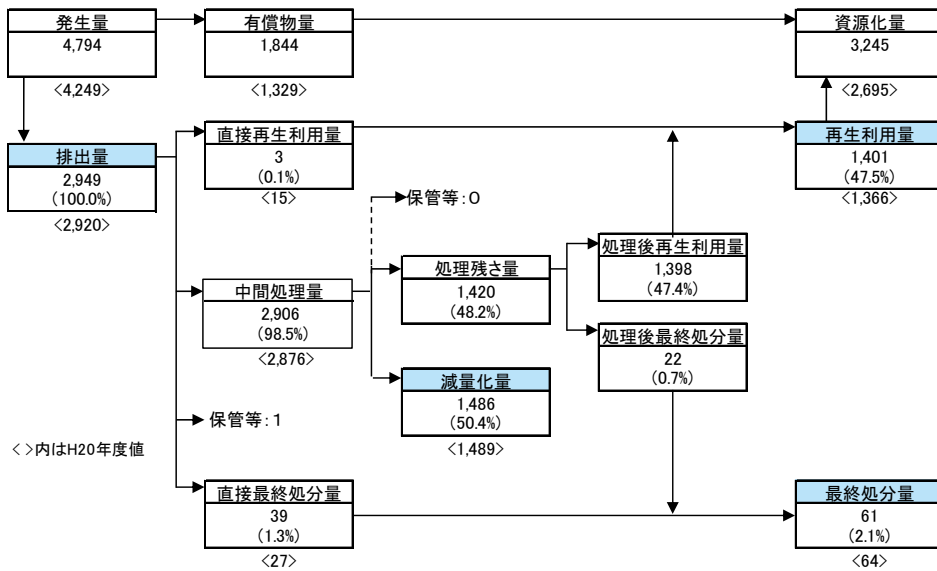 発生量
4,794
<4,249>
有償物量
1,844
<1,329>
資源化量
3,245
<2,695>
排出量
2,949
(100.0%)
<2,920>
直接再生利用量
3
(0.1%)
<15>
再生利用量
1,401
(47.5%)
<1,366>
保管等:0
中間処理量
2,906
(98.5%)
<2,876>
処理残さ量
1,420
(48.2%)
処理後再生利用量
1,398
(47.4%)
処理後最終処分量
22
(0.7%)
減量化量
1,486
(50.4%)
<1,489>
保管等:1
< >内はH20年度値
直接最終処分量
39
(1.3%)
<27>
最終処分量
61
(2.1%)
<64>